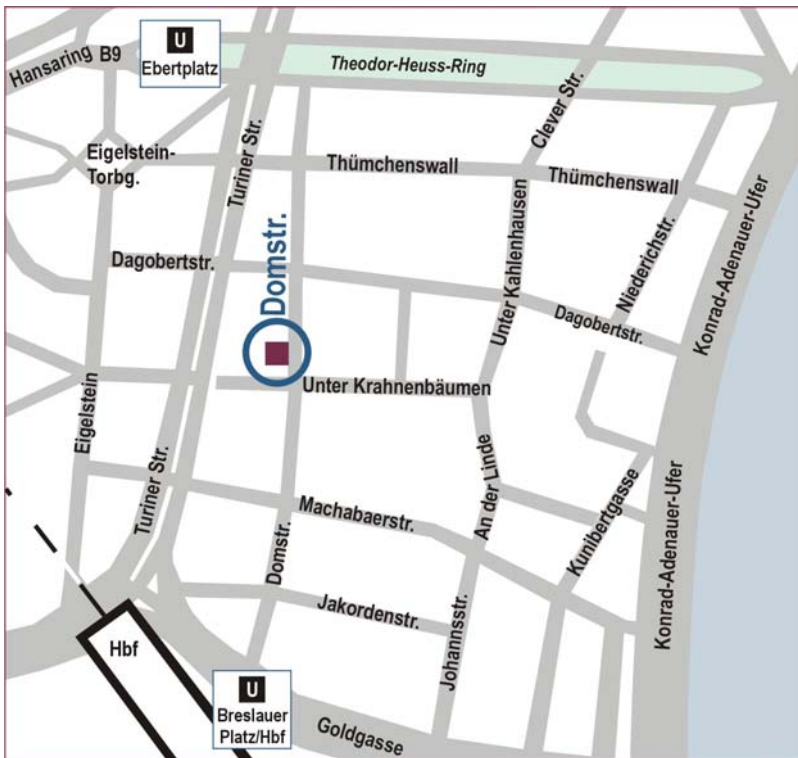 Hansaring B9
U
Ebertplatz
Theodor-Heuss-Ring
Clever Str.
Eigelstein-
Torbg.
Turiner Str.
Thümchenswall
Thümchenswall
Konrad-Adenauer-Ufer
Domstr.
Dagobertstr.
Unter Kahlenhausen
Niederichstr.
Dagobertstr.
Unter Krahnenbäumen
Eigelstein
Turiner Str.
An der Linde
Machabaerstr.
Kunibertgasse
Konrad-Adenauer-Ufer
Domstr.
Jakordenstr.
Johannsstr.
Hbf
U
Breslauer
Platz/Hbf
Goldgasse